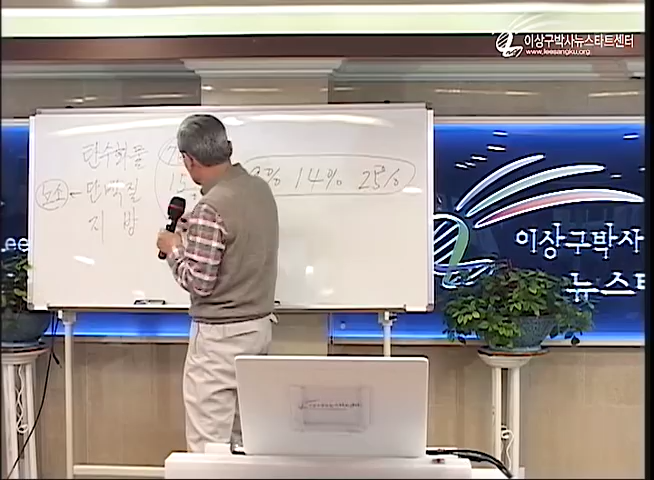 이상구박사뉴스타트센터
www.leesangku.org
탄수화물
뇨소 ← 단백질
지방
14% 25%
이상구박사
뉴스타